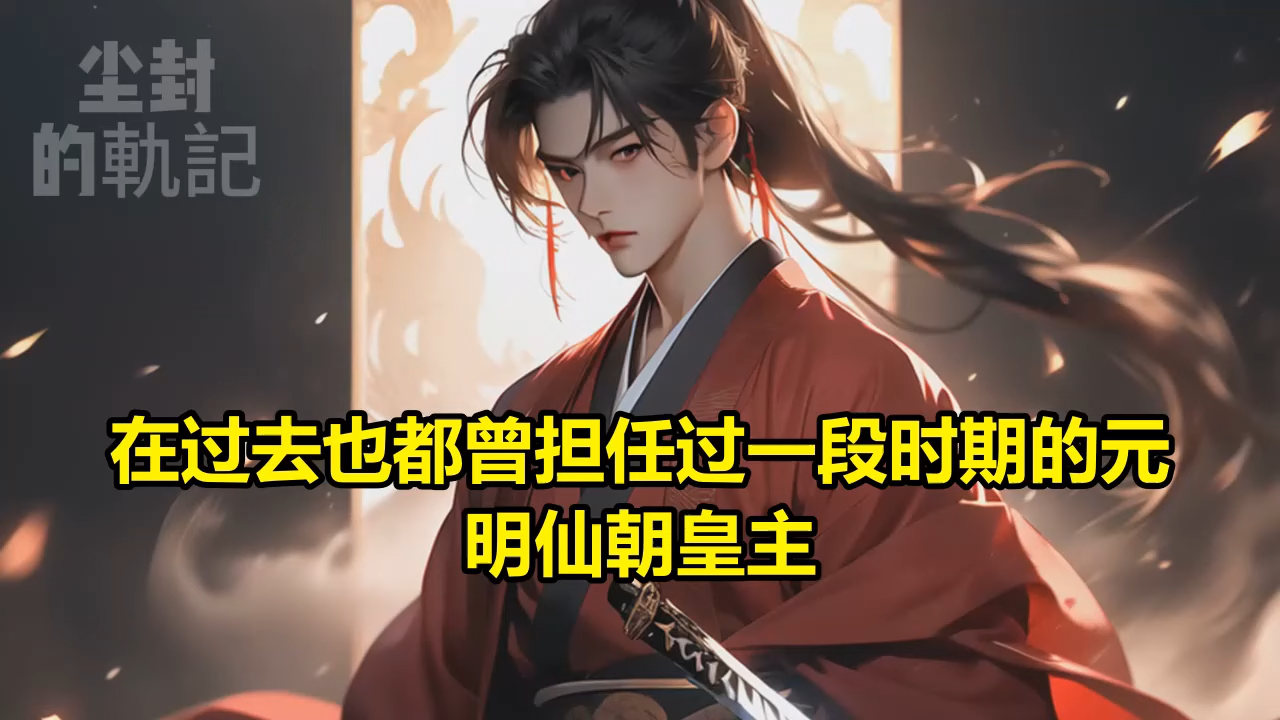 尘封
的軌記
在过去也都曾担任过一段时期的元
明仙朝皇主